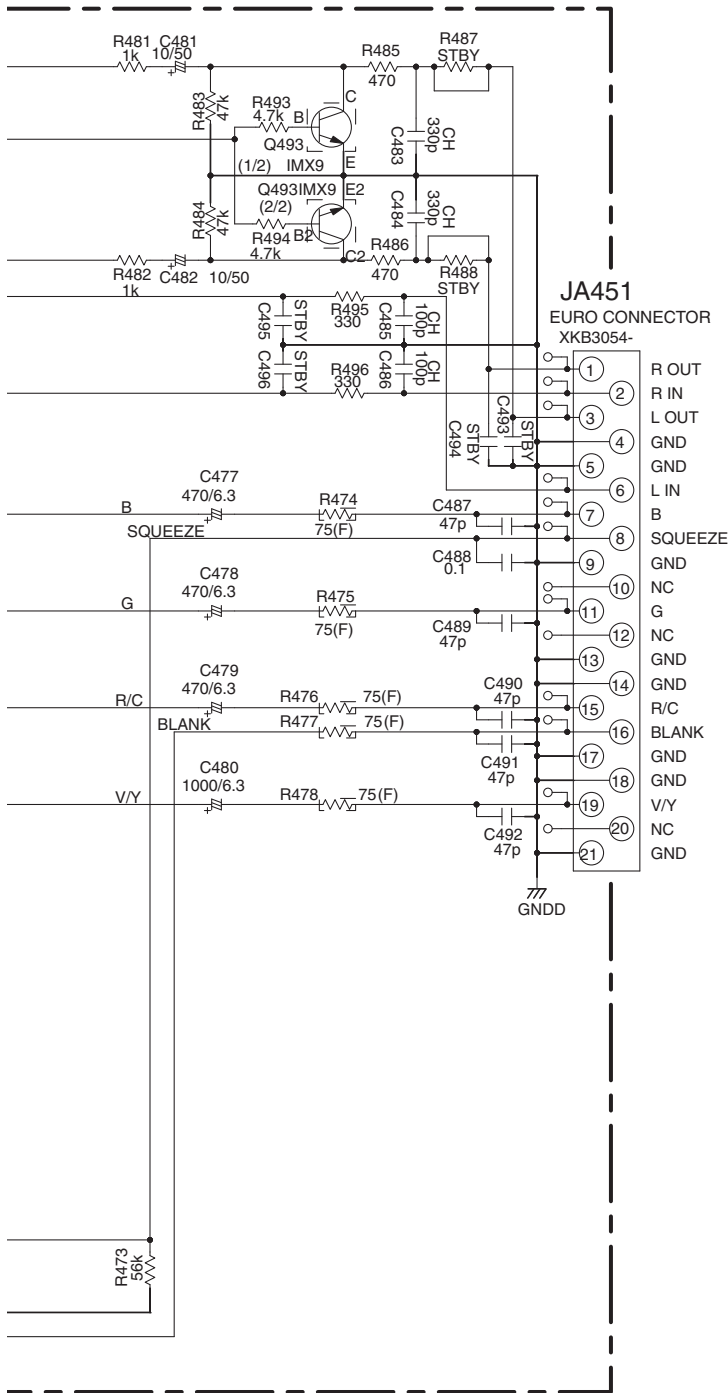 R481
1k
C481
10/50
R485
470
R487
STBY
R483
47k
R493
4.7k
B
C
Q493
(1/2)
IMX9
E
C483
330p
CH
Q493IMX9
(2/2)
E2
R484
47k
B2
R494
4.7k
C2
C484
330p
CH
R486
470
R488
STBY
R482
1k
C482
10/50
C495
STBY
R495
330
C485
100p
CH
C496
STBY
R496
330
C486
100p
CH
JA451
EURO CONNECTOR
XKB3054-
1 R OUT
2 R IN
3 L OUT
4 GND
5 GND
6 L IN
7 B
8 SQUEEZE
9 GND
10 NC
11 G
12 NC
13 GND
14 GND
15 R/C
16 BLANK
17 GND
18 GND
19 V/Y
20 NC
21 GND
C493
STBY
C494
STBY
B
C477
470/6.3
R474
75(F)
C487
47p
SQUEEZE
C488
0.1
G
C478
470/6.3
R475
75(F)
C489
47p
R/C
C479
470/6.3
R476
75(F)
C490
47p
BLANK
R477
75(F)
C491
47p
V/Y
C480
1000/6.3
R478
75(F)
C492
47p
GNDD
R473
56k